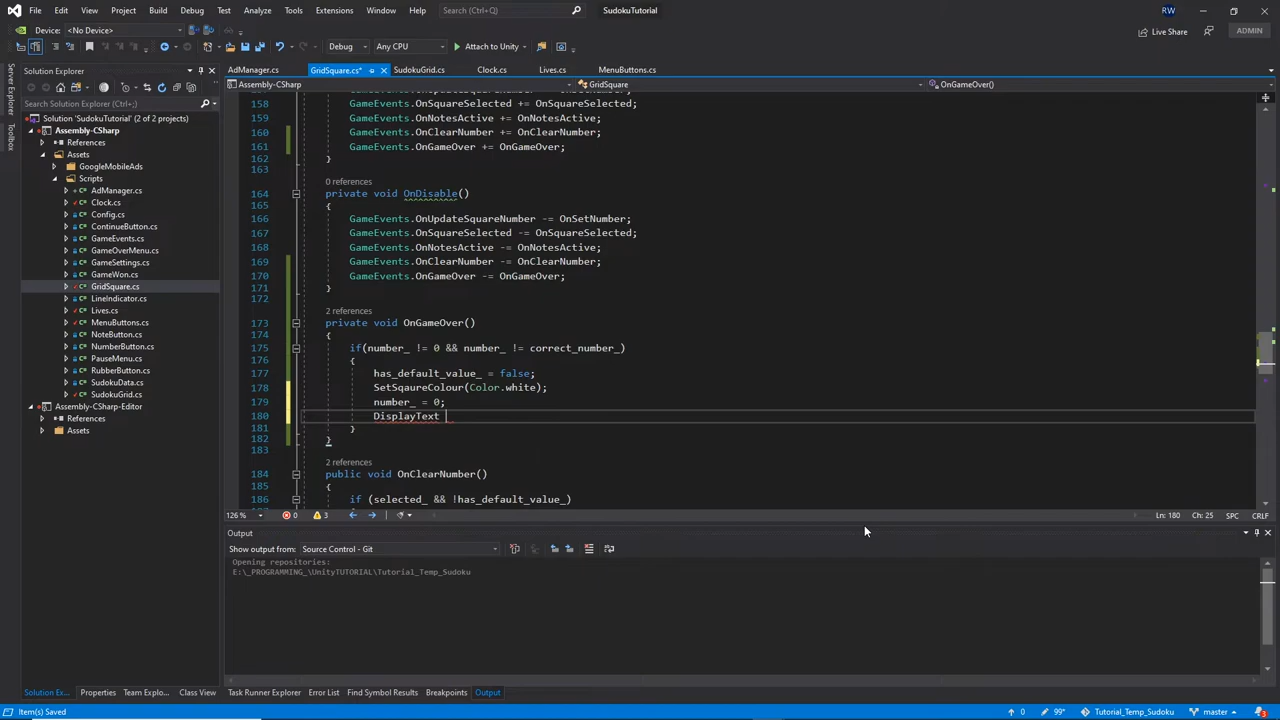 File Edit View Project Build Debug Test Analyze Tools Extensions Window Help Search (Ctrl+;) SudokuTutorial RW
Device: <No Device>
Debug Any CPU Attach to Unity Live Share ADMIN
Server Explorer
Toolbox
Solution Explorer
Search Solution Explorer (Ctrl+;)
Solution 'SudokuTutorial' (2 of 2 projects)
Assembly-CSharp
References
Assets
GoogleMobileAds
Scripts
AdManager.cs
Clock.cs
Config.cs
ContinueButton.cs
GameEvents.cs
GameOverMenu.cs
GameSettings.cs
GameWon.cs
GridSquare.cs
LineIndicator.cs
Lives.cs
MenuButtons.cs
NoteButton.cs
NumberButton.cs
PauseMenu.cs
RubberButton.cs
SudokuData.cs
SudokuGrid.cs
Assembly-CSharp-Editor
References
Assets
Solution Ex... Properties Team Explo... Class View
AdManager.cs GridSquare.cs* SudokuGrid.cs Clock.cs Lives.cs MenuButtons.cs
Assembly-CSharp GridSquare OnGameOver()
158 GameEvents.OnSquareSelected += OnSquareSelected;
159 GameEvents.OnNotesActive += OnNotesActive;
160 GameEvents.OnClearNumber += OnClearNumber;
161 GameEvents.OnGameOver += OnGameOver;
162 }
163
0 references
164 private void OnDisable()
165 {
166 GameEvents.OnUpdateSquareNumber -= OnSetNumber;
167 GameEvents.OnSquareSelected -= OnSquareSelected;
168 GameEvents.OnNotesActive -= OnNotesActive;
169 GameEvents.OnClearNumber -= OnClearNumber;
170 GameEvents.OnGameOver -= OnGameOver;
171 }
172
2 references
173 private void OnGameOver()
174 {
175 if(number_ != 0 && number_ != correct_number_)
176 {
177 has_default_value_ = false;
178 SetSqaureColour(Color.white);
179 number_ = 0;
180 DisplayText
181 }
182 }
183
2 references
184 public void OnClearNumber()
185 {
186 if (selected_ && !has_default_value_)
126 % 0 3 Ln: 180 Ch: 25 SPC CRLF
Output
Show output from: Source Control - Git
Opening repositories:
E:\_PROGRAMMING_\UnityTUTORIAL\Tutorial_Temp_Sudoku
Task Runner Explorer Error List Find Symbol Results Breakpoints Output
Item(s) Saved 0 99* Tutorial_Temp_Sudoku master 3